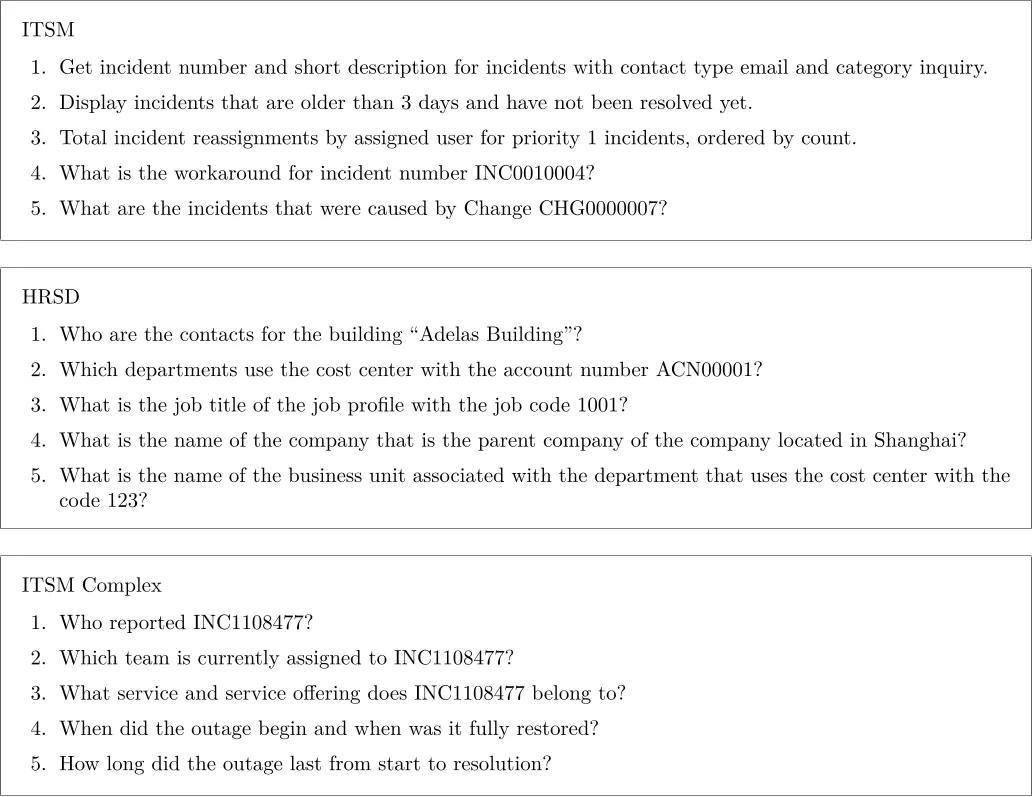 ITSM
1. Get incident number and short description for incidents with contact type email and category inquiry.
2. Display incidents that are older than 3 days and have not been resolved yet.
3. Total incident reassignments by assigned user for priority 1 incidents, ordered by count.
4. What is the workaround for incident number INC0010004?
5. What are the incidents that were caused by Change CHG0000007?
HRSD
1. Who are the contacts for the building “Adelas Building”?
2. Which departments use the cost center with the account number ACN00001?
3. What is the job title of the job profile with the job code 1001?
4. What is the name of the company that is the parent company of the company located in Shanghai?
5. What is the name of the business unit associated with the department that uses the cost center with the
code 123?
ITSM Complex
1. Who reported INC1108477?
2. Which team is currently assigned to INC1108477?
3. What service and service offering does INC1108477 belong to?
4. When did the outage begin and when was it fully restored?
5. How long did the outage last from start to resolution?